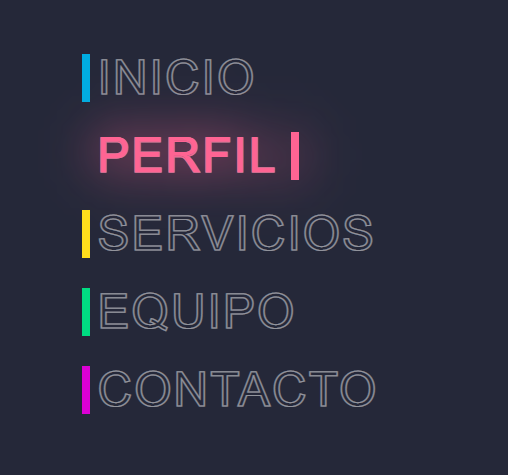 INICIO
PERFIL
SERVICIOS
EQUIPO
CONTACTO